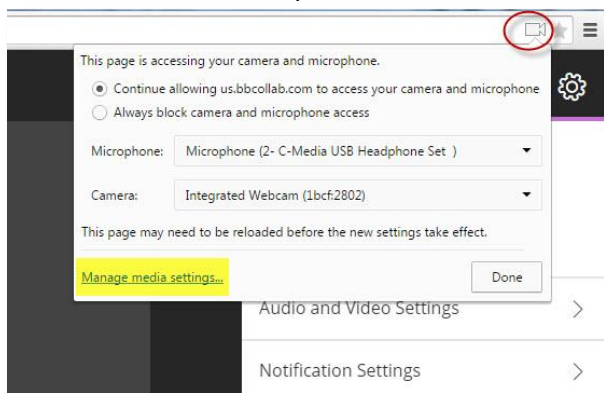 This page is accessing your camera and microphone.
Continue allowing us.bbcollab.com to access your camera and microphone
Always block camera and microphone access
Microphone: Microphone (2- C-Media USB Headphone Set )
Camera: Integrated Webcam (1bcf:2802)
This page may need to be reloaded before the new settings take effect.
Manage media settings... Done
Audio and Video Settings
Notification Settings